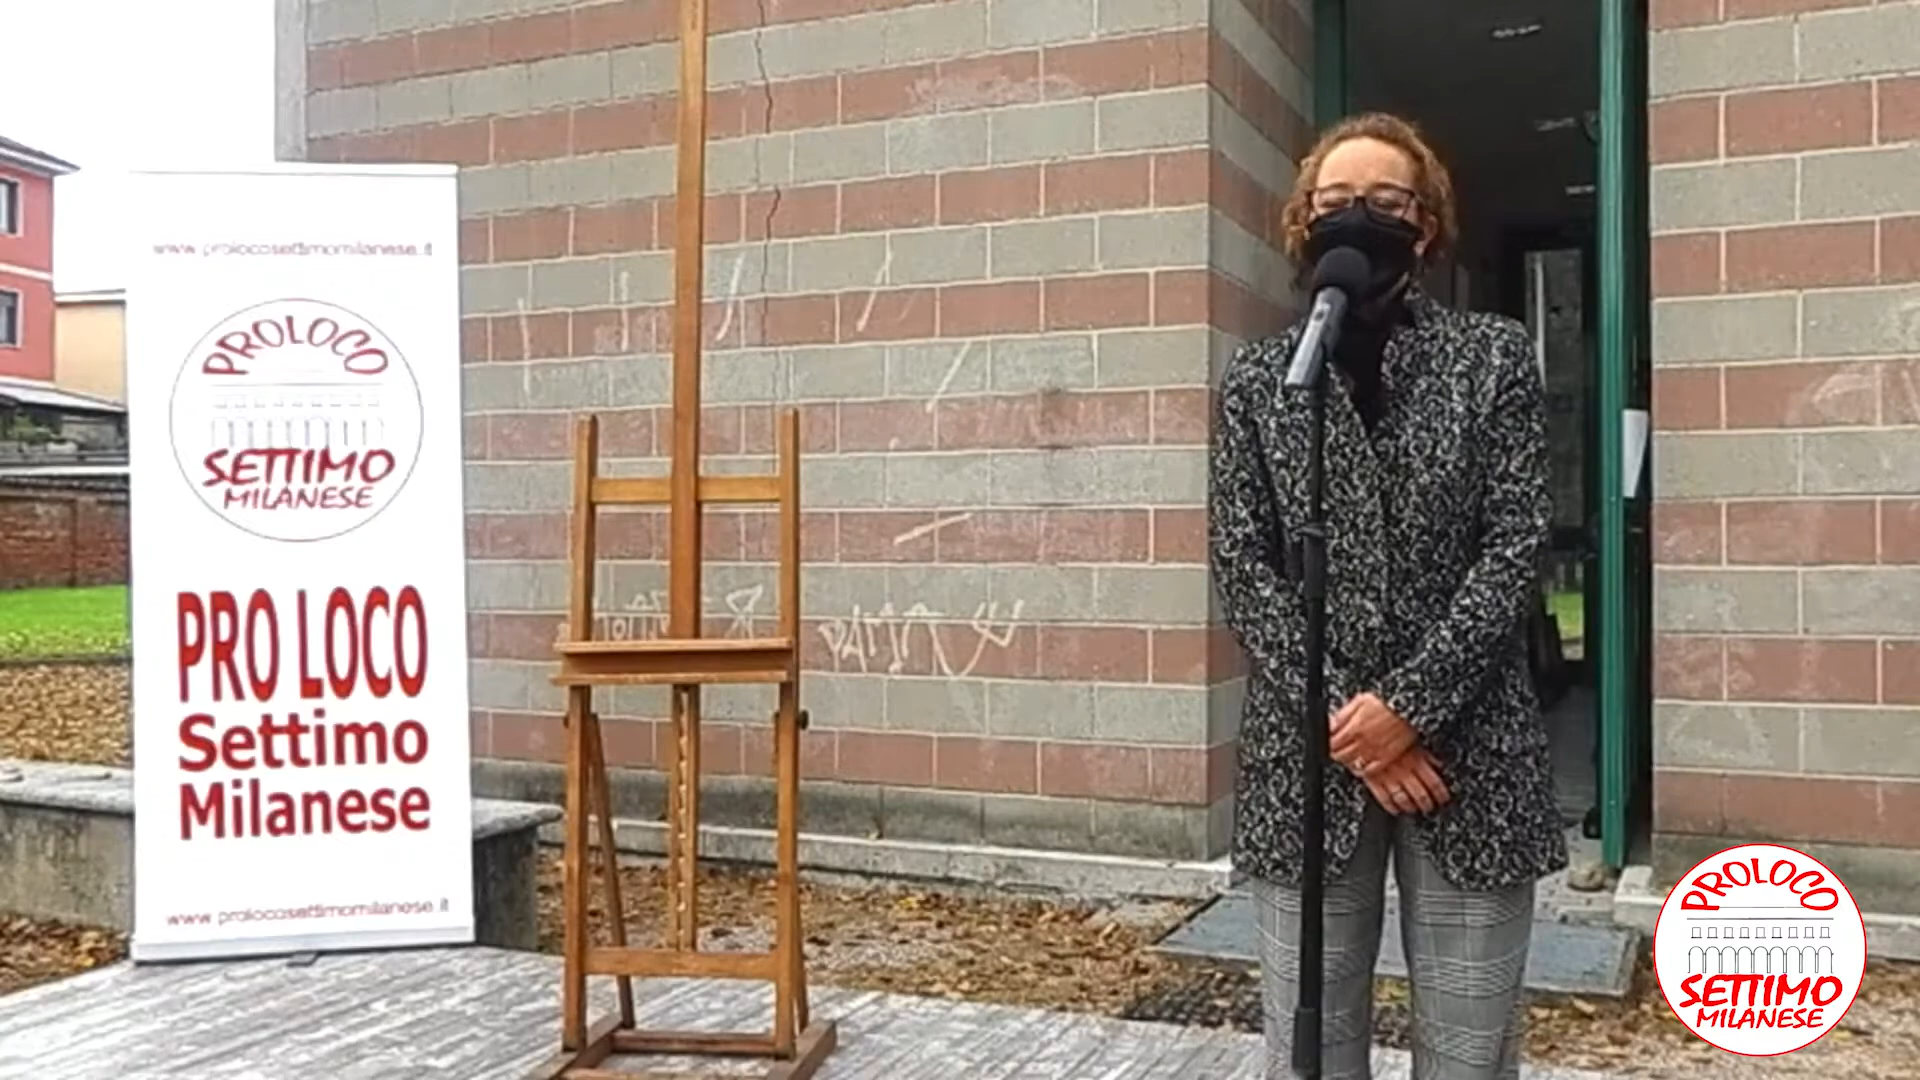 www.prolocosettimomilanese.it
PROLOCO
SETTIMO
MILANESE
PRO LOCO
Settimo
Milanese
www.prolocosettimomilanese.it
PROLOCO
SETTIMO
MILANESE